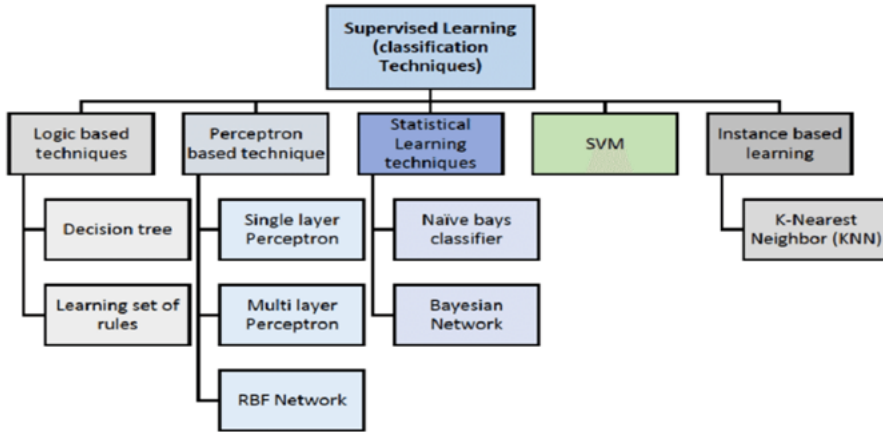 Supervised Learning
(classification
Techniques)
Logic based
techniques
Perceptron
based technique
Statistical
Learning
techniques
SVM
Instance based
learning
Decision tree
Learning set of
rules
Single layer
Perceptron
Multi layer
Perceptron
RBF Network
Naïve bays
classifier
Bayesian
Network
K-Nearest
Neighbor (KNN)